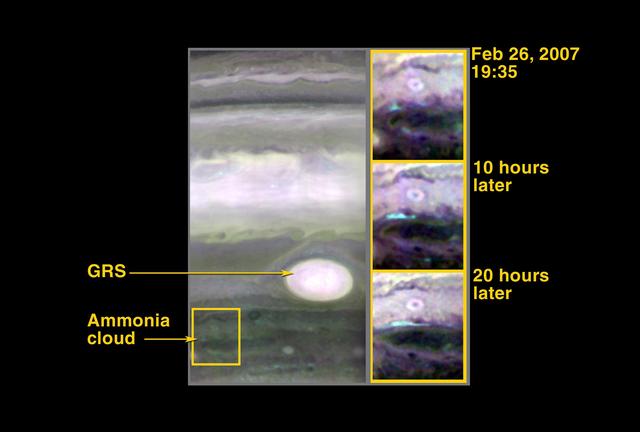 Feb 26, 2007
19:35
10 hours
later
GRS
20 hours
later
Ammonia
cloud